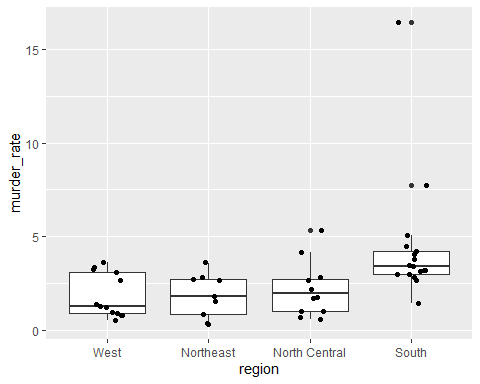 15
10
5
0
murder_rate
West
Northeast
North Central
South
region